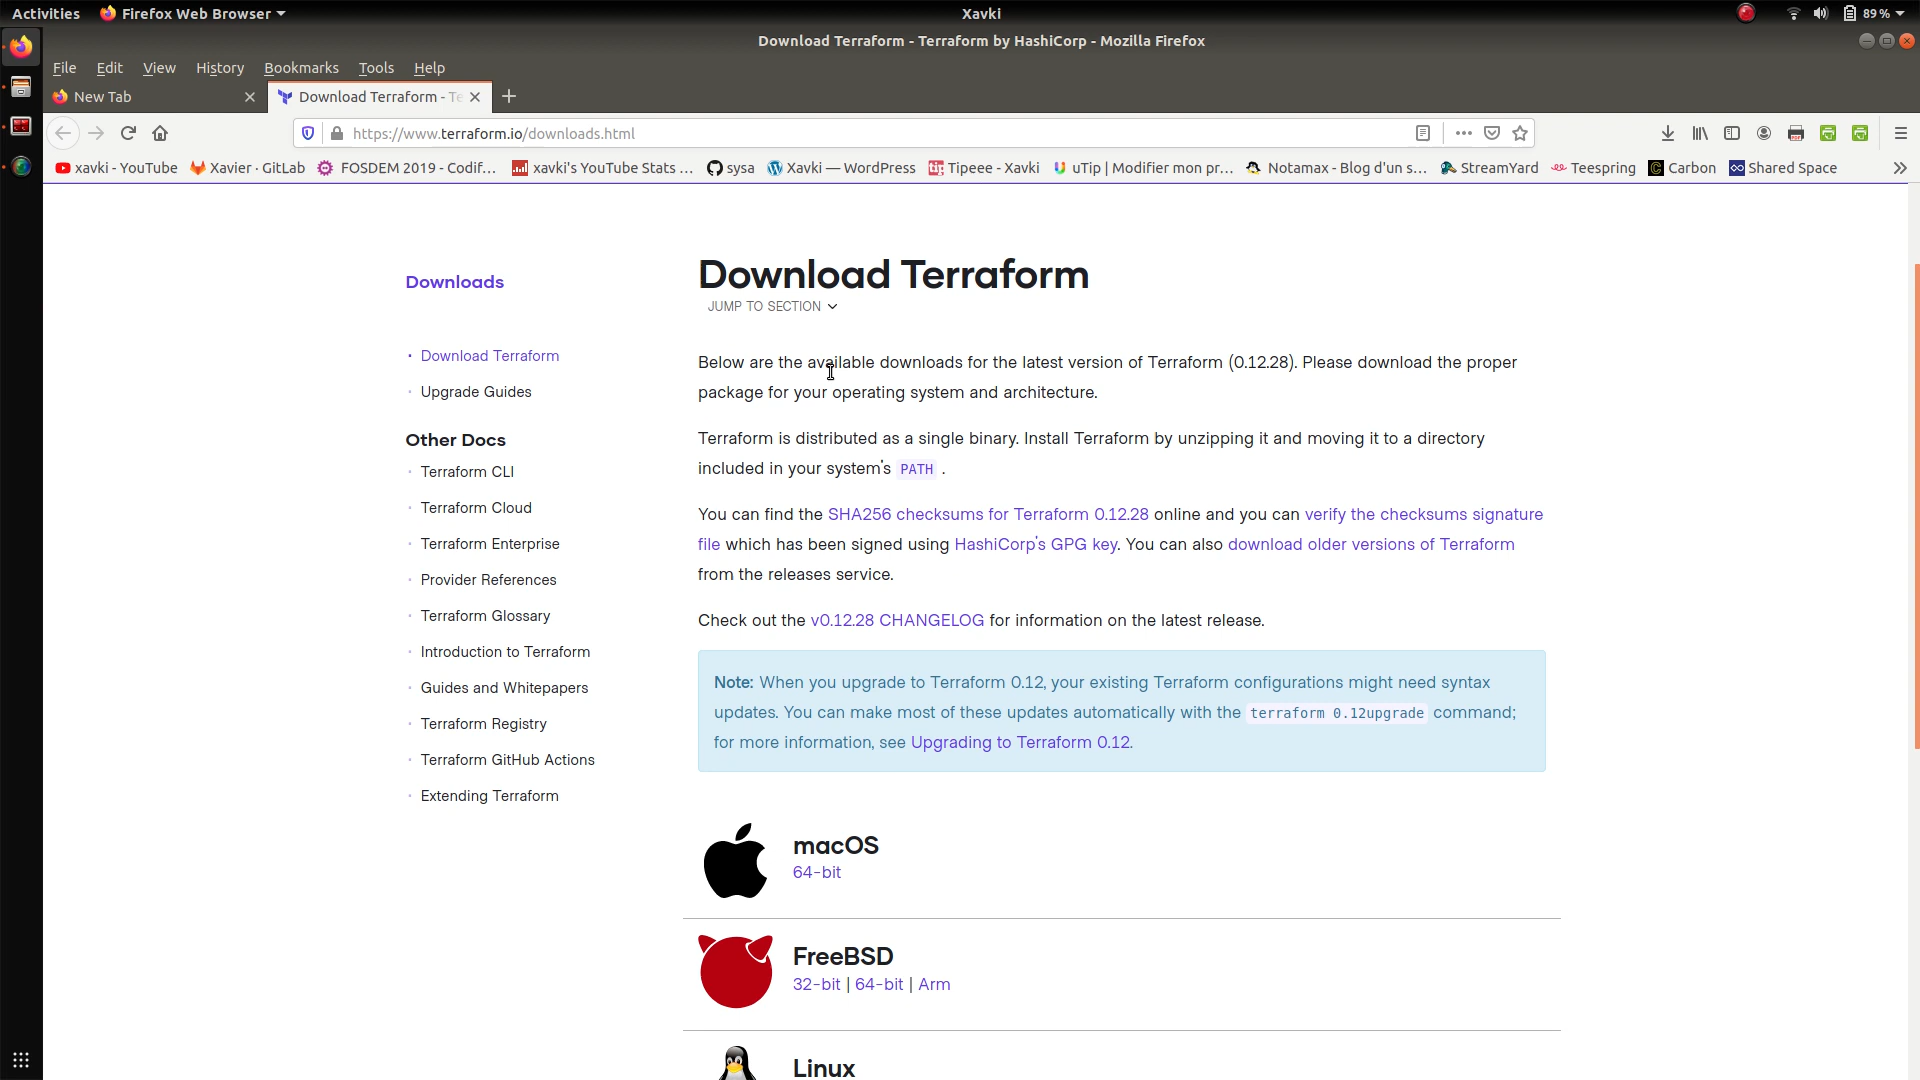 Activities
Firefox Web Browser
Xavki
89 %
Download Terraform - Terraform by HashiCorp - Mozilla Firefox
File Edit View History Bookmarks Tools Help
New Tab
Download Terraform - Te
https://www.terraform.io/downloads.html
xavki - YouTube
Xavier · GitLab
FOSDEM 2019 - Codif...
xavki's YouTube Stats ...
sysa
Xavki — WordPress
Tipeee - Xavki
uTip | Modifier mon pr...
Notamax - Blog d'un s...
StreamYard
Teespring
Carbon
Shared Space
Downloads
Download Terraform
Upgrade Guides
Other Docs
Terraform CLI
Terraform Cloud
Terraform Enterprise
Provider References
Terraform Glossary
Introduction to Terraform
Guides and Whitepapers
Terraform Registry
Terraform GitHub Actions
Extending Terraform
Download Terraform
JUMP TO SECTION
Below are the available downloads for the latest version of Terraform (0.12.28). Please download the proper
package for your operating system and architecture.
Terraform is distributed as a single binary. Install Terraform by unzipping it and moving it to a directory
included in your system's PATH .
You can find the SHA256 checksums for Terraform 0.12.28 online and you can verify the checksums signature
file which has been signed using HashiCorp's GPG key. You can also download older versions of Terraform
from the releases service.
Check out the v0.12.28 CHANGELOG for information on the latest release.
Note: When you upgrade to Terraform 0.12, your existing Terraform configurations might need syntax
updates. You can make most of these updates automatically with the terraform 0.12upgrade command;
for more information, see Upgrading to Terraform 0.12.
macOS
64-bit
FreeBSD
32-bit | 64-bit | Arm
Linux